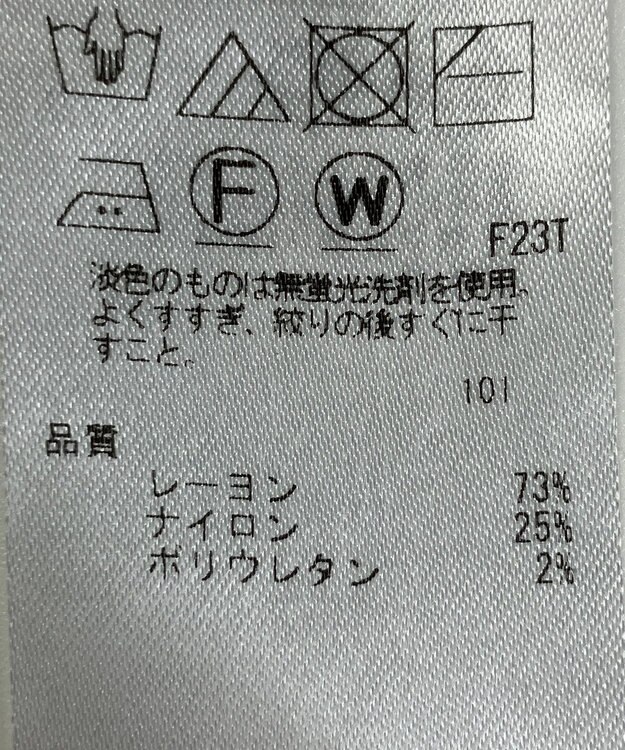 F
W
F23T
淡色のものは無蛍光洗剤を使用。
よくすすぎ、絞りの後すぐに干
すこと。
101
品質
レーヨン 73%
ナイロン 25%
ポリウレタン 2%